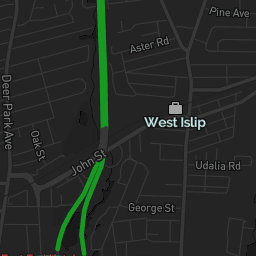 Pine Ave
Aster Rd
Deer Park Ave
West Islip
Oak St
John St
Udalia Rd
George St